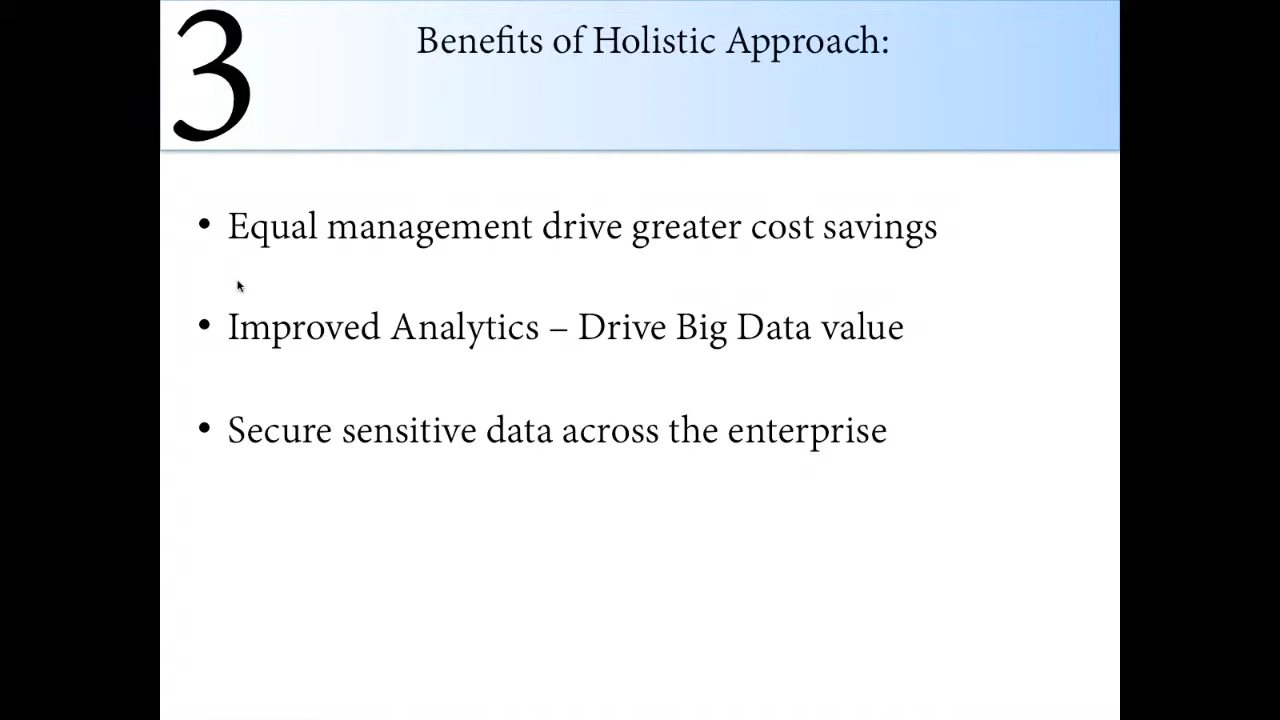 3
Benefits of Holistic Approach:
• Equal management drive greater cost savings
• Improved Analytics – Drive Big Data value
• Secure sensitive data across the enterprise